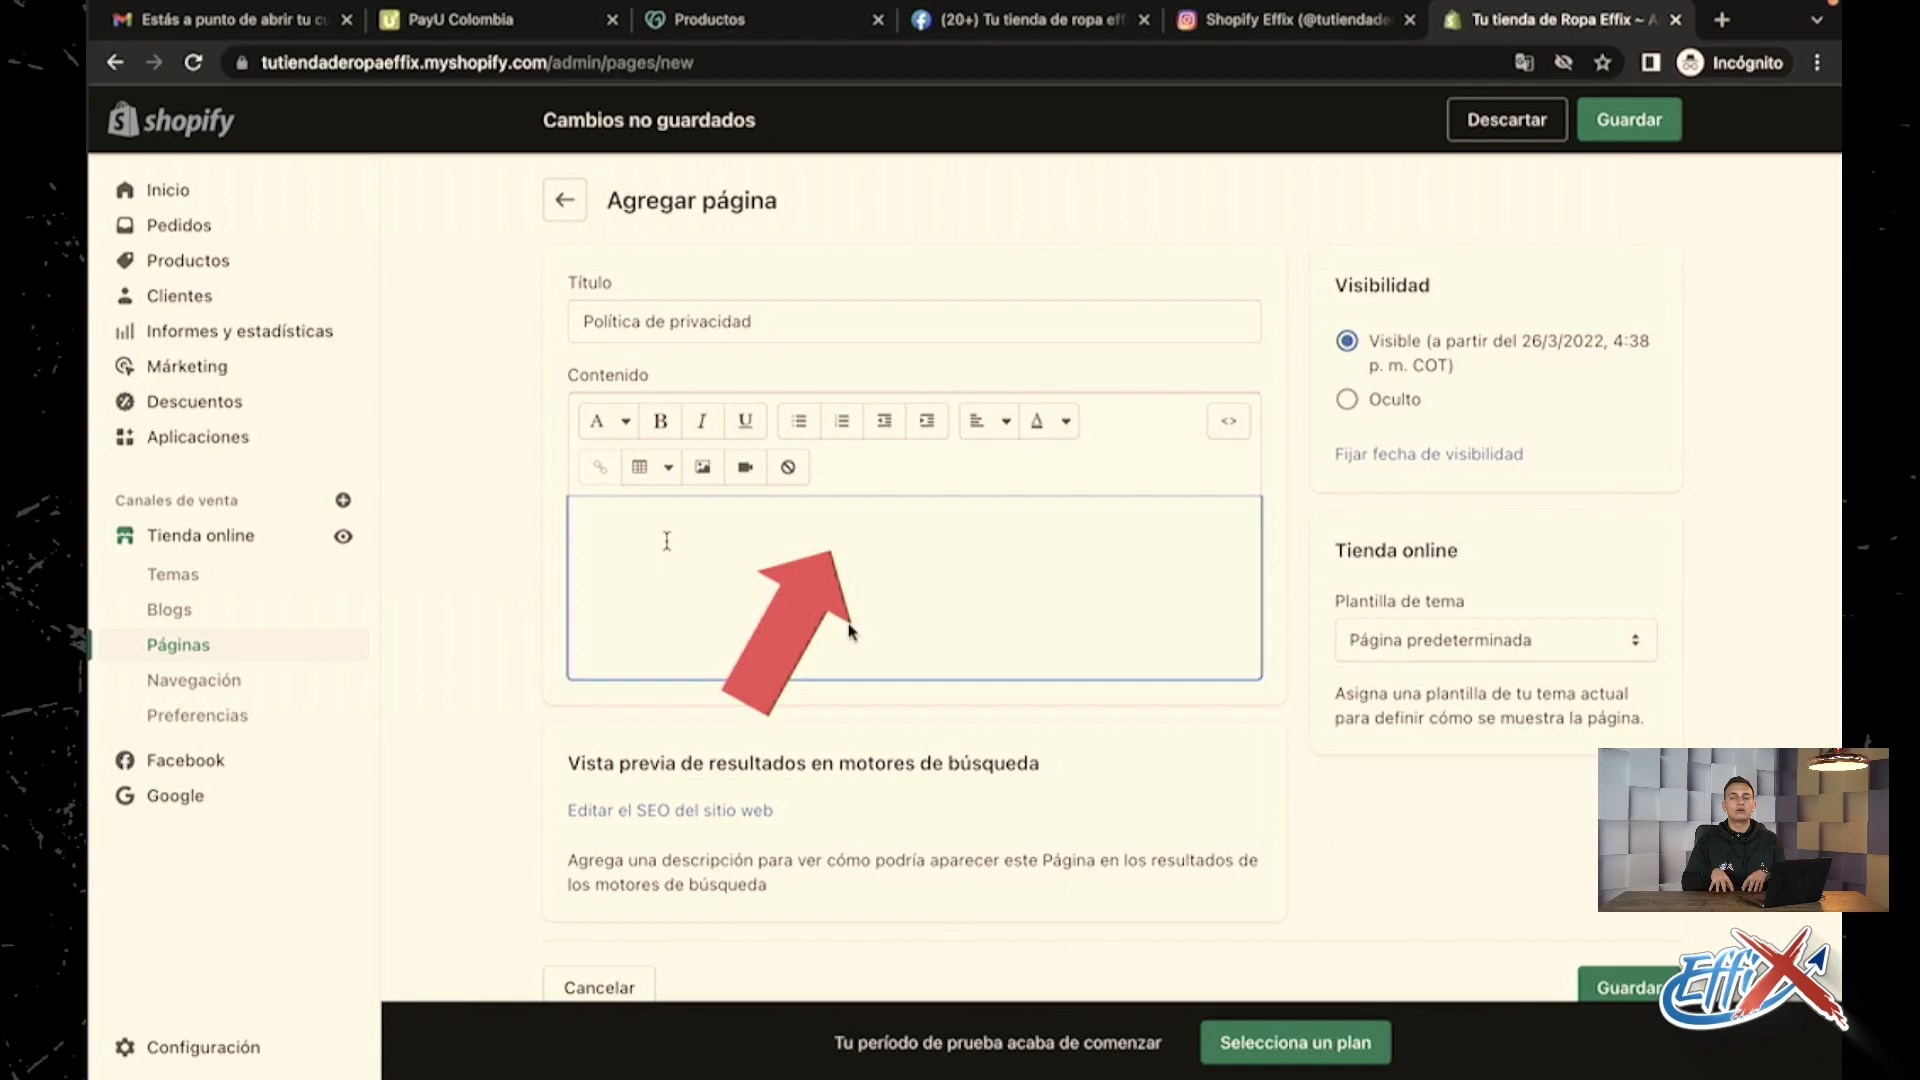 Estás a punto de abrir tu cu
PayU Colombia
Productos
(20+) Tu tienda de ropa eff
Shopify Effix (@tutiendade
Tu tienda de Ropa Effix ~ A
tutiendaderopaeffix.myshopify.com/admin/pages/new
Incógnito
shopify
Cambios no guardados
Descartar
Guardar
Inicio
Pedidos
Productos
Clientes
Informes y estadísticas
Márketing
Descuentos
Aplicaciones
Canales de venta
Tienda online
Temas
Blogs
Páginas
Navegación
Preferencias
Facebook
Google
Configuración
Agregar página
Título
Política de privacidad
Contenido
A
B
I
U
A
<>
Vista previa de resultados en motores de búsqueda
Editar el SEO del sitio web
Agrega una descripción para ver cómo podría aparecer este Página en los resultados de
los motores de búsqueda
Cancelar
Guardar
Visibilidad
Visible (a partir del 26/3/2022, 4:38
p. m. COT)
Oculto
Fijar fecha de visibilidad
Tienda online
Plantilla de tema
Página predeterminada
Asigna una plantilla de tu tema actual
para definir cómo se muestra la página.
EffiX
Tu período de prueba acaba de comenzar
Selecciona un plan